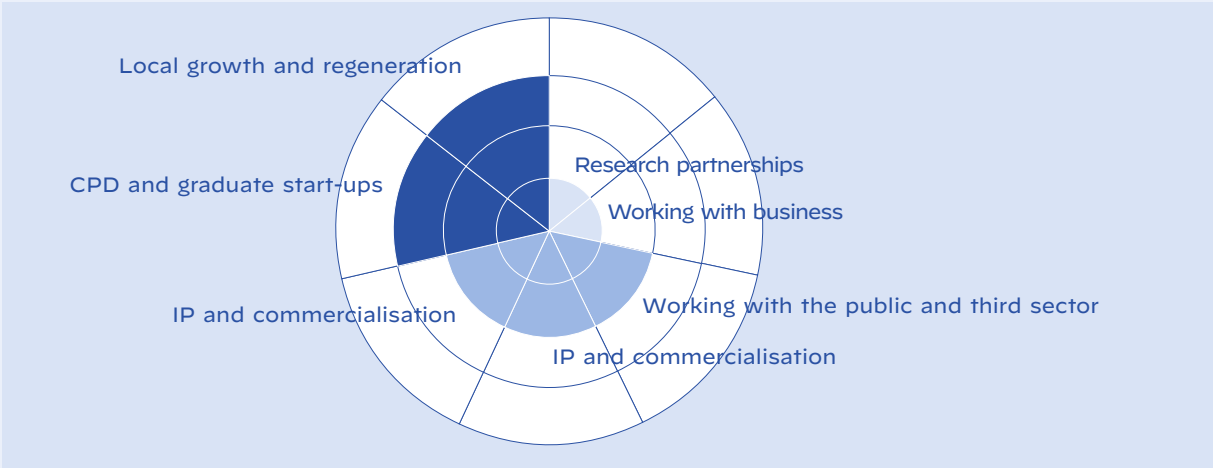 Local growth and regeneration
Research partnerships
CPD and graduate start-ups
Working with business
Working with the public and third sector
IP and commercialisation
IP and commercialisation